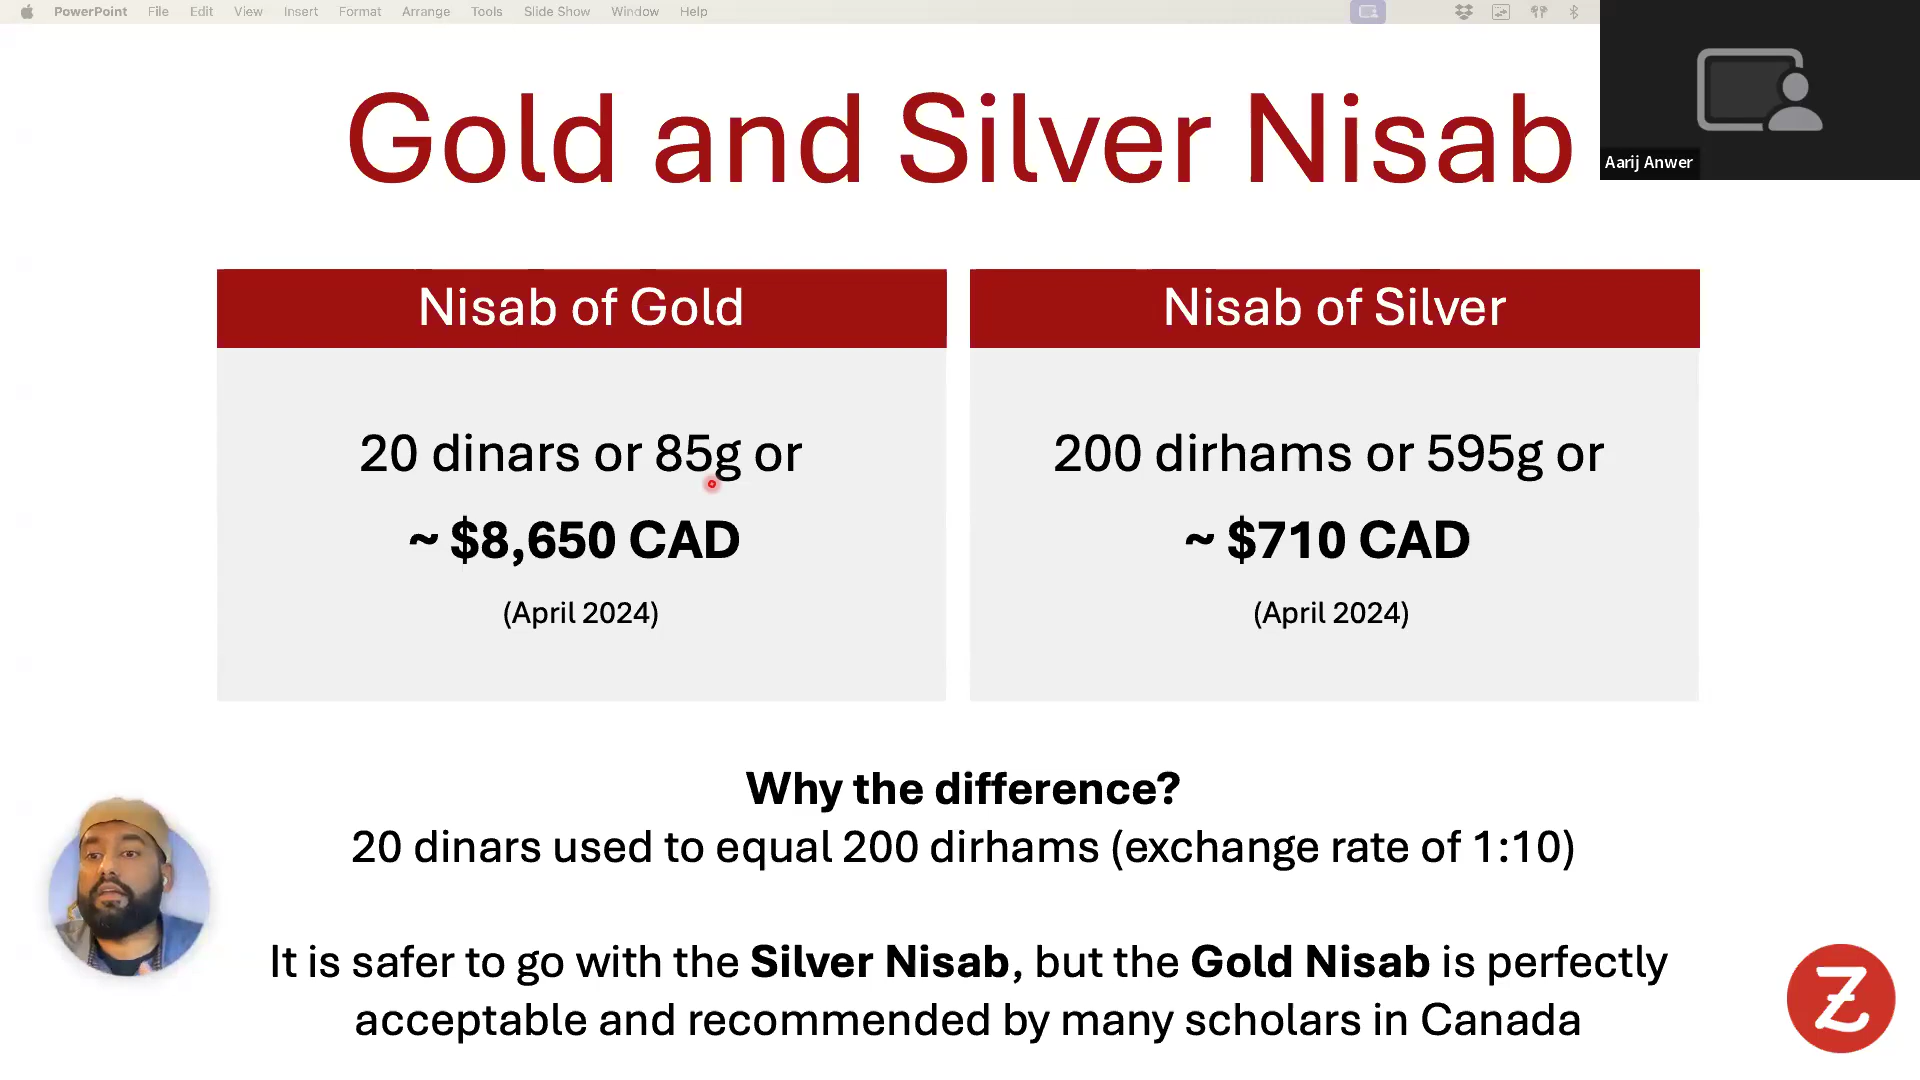 PowerPoint File Edit View Insert Format Arrange Tools Slide Show Window Help
Aarij Anwer
Gold and Silver Nisab
Nisab of Gold
20 dinars or 85g or
~ $8,650 CAD
(April 2024)
Nisab of Silver
200 dirhams or 595g or
~ $710 CAD
(April 2024)
Why the difference?
20 dinars used to equal 200 dirhams (exchange rate of 1:10)
It is safer to go with the Silver Nisab, but the Gold Nisab is perfectly
acceptable and recommended by many scholars in Canada
Z